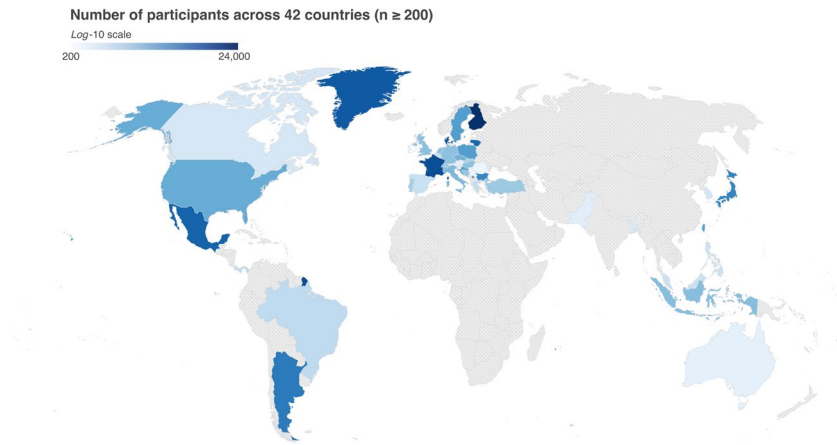 Number of participants across 42 countries (n ≥ 200)
Log-10 scale
200 24,000